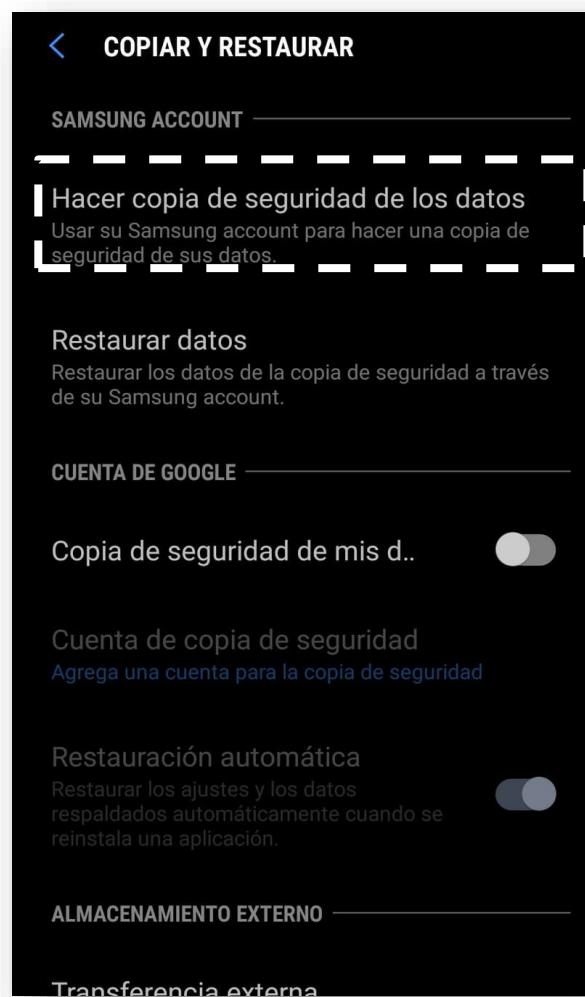 COPIAR Y RESTAURAR
SAMSUNG ACCOUNT
Hacer copia de seguridad de los datos
Usar su Samsung account para hacer una copia de
seguridad de sus datos.
Restaurar datos
Restaurar los datos de la copia de seguridad a través
de su Samsung account.
CUENTA DE GOOGLE
Copia de seguridad de mis d..
Cuenta de copia de seguridad
Agrega una cuenta para la copia de seguridad
Restauración automática
Restaurar los ajustes y los datos
respaldados automáticamente cuando se
reinstala una aplicación.
ALMACENAMIENTO EXTERNO
Transferencia externa